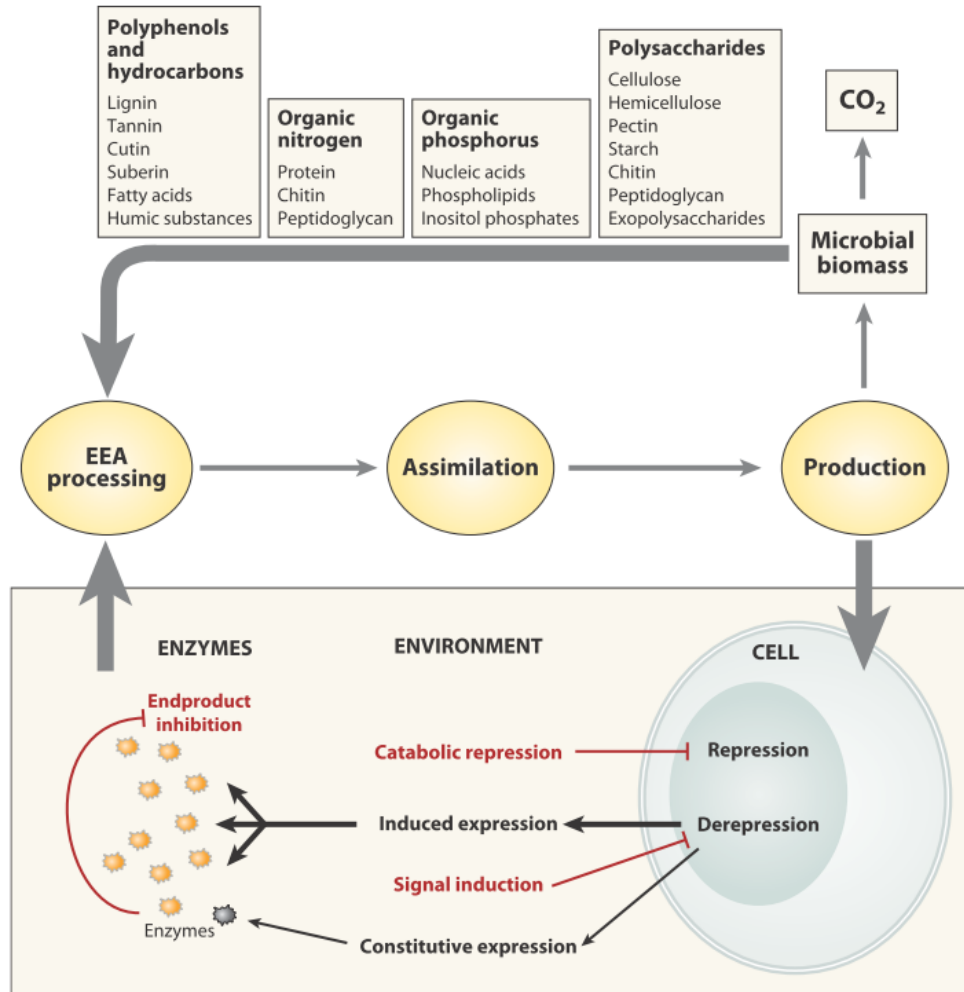 Polyphenols
and
hydrocarbons
Lignin
Tannin
Cutin
Suberin
Fatty acids
Humic substances
Organic
nitrogen
Protein
Chitin
Peptidoglycan
Organic
phosphorus
Nucleic acids
Phospholipids
Inositol phosphates
Polysaccharides
Cellulose
Hemicellulose
Pectin
Starch
Chitin
Peptidoglycan
Exopolysaccharides
CO₂
Microbial
biomass
EEA
processing
Assimilation
Production
ENZYMES
ENVIRONMENT
CELL
Endproduct
inhibition
Catabolic repression
Repression
Induced expression
Derepression
Signal induction
Enzymes
Constitutive expression